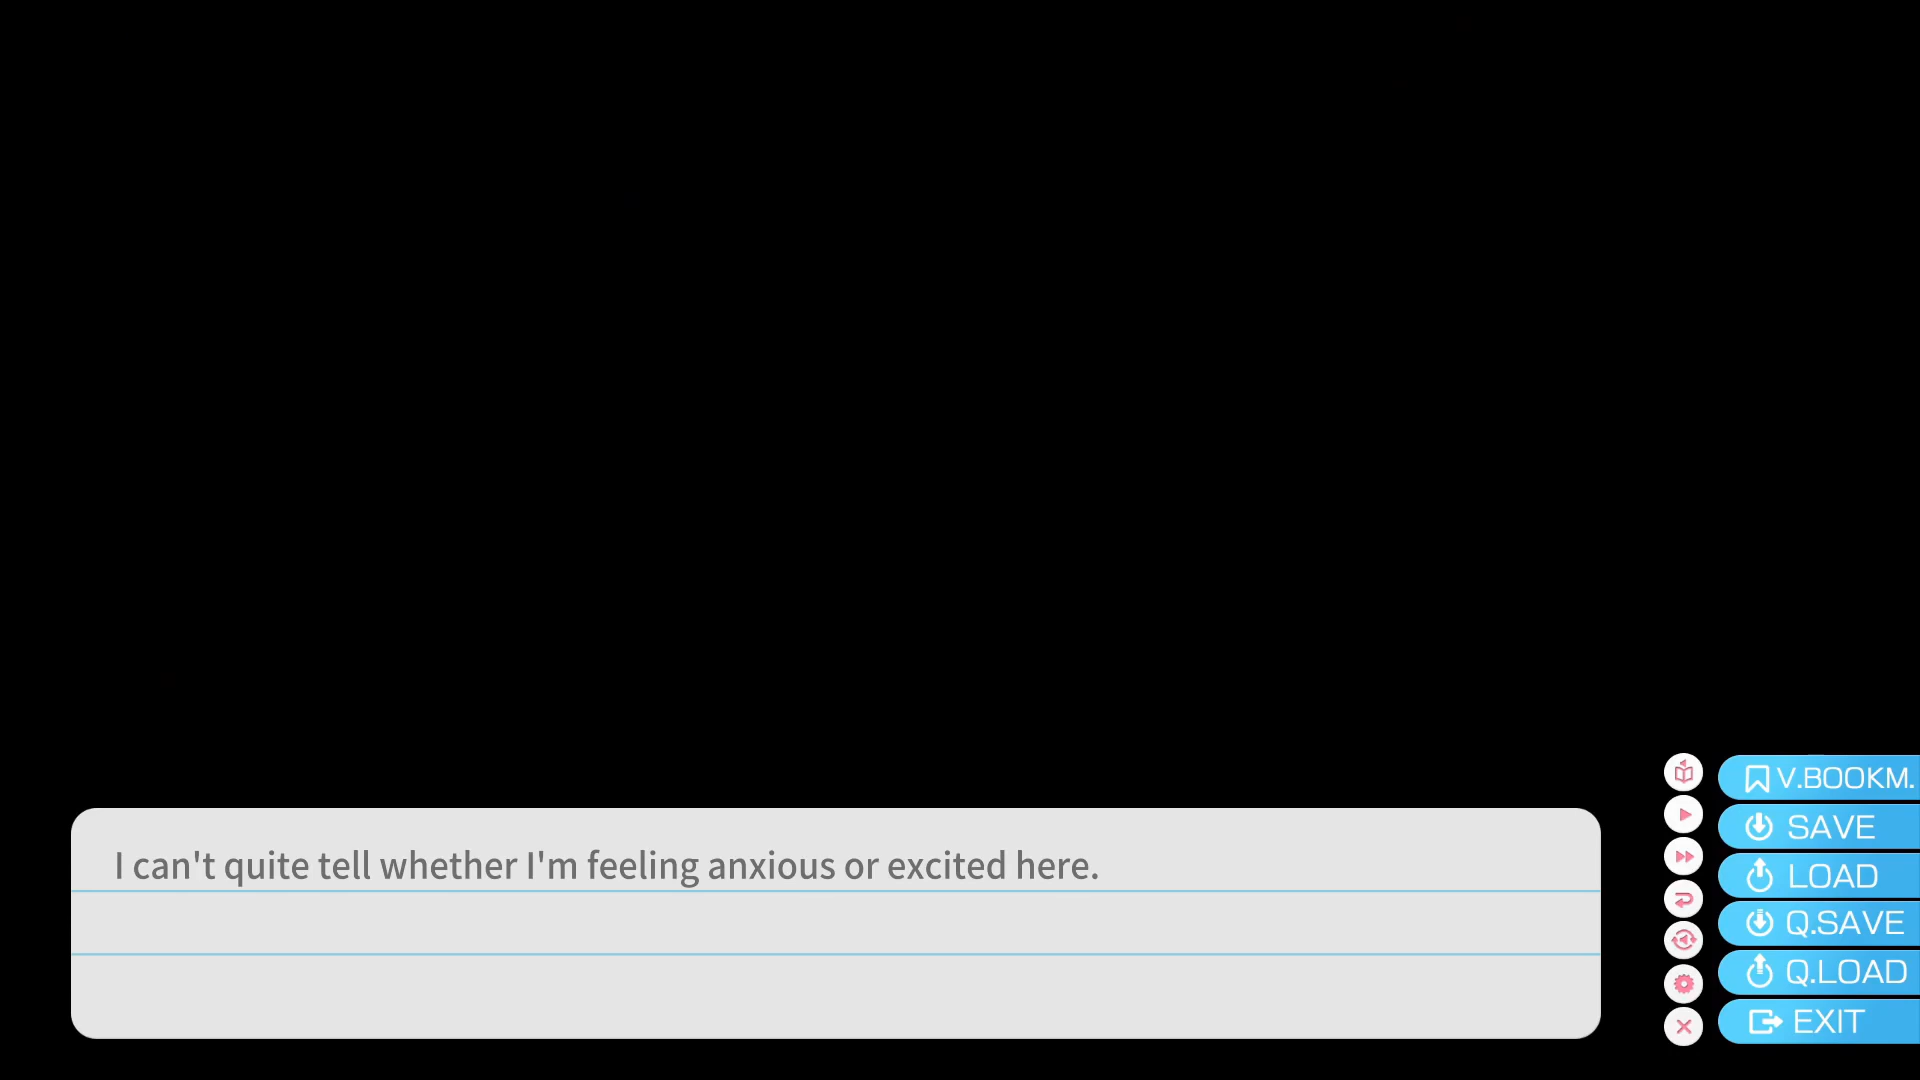 I can't quite tell whether I'm feeling anxious or excited here.
V.BOOKM.
SAVE
LOAD
Q.SAVE
Q.LOAD
EXIT